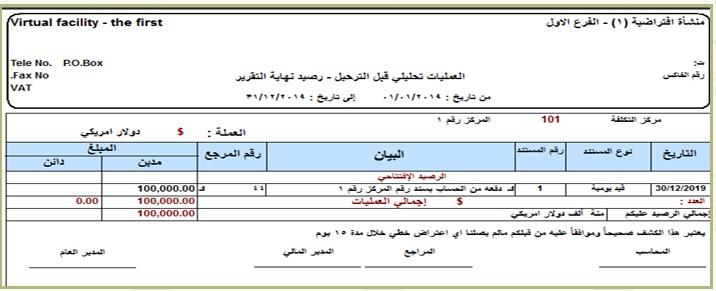 منشأة افتراضية (١) - الفرع الاول
Virtual facility - the first
ت:
Tele No. P.O.Box
رقم الفاكس
.Fax No
VAT
العمليات تحليلي قبل الترحيل - رصيد نهاية التقرير
من تاريخ : ٠١/٠١/٢٠١٩ إلى تاريخ : ٣١/١٢/٢٠١٩
مركز التكلفة 101 المركز رقم ١
العملة : $ دولار امريكي
التاريخ نوع المستند رقم المستند البيان رقم المرجع المبلغ
مدين دائن
الرصيد الإفتتاحي
30/12/2019 قيد يومية 1 دفعه من الحساب بسند رقم المركز رقم ١ 100,000.00
العدد : $ إجمالي العمليات 100,000.00 0.00
إجمالي الرصيد عليكم مئة ألف دولار امريكي 100,000.00
يعتبر هذا الكشف صحيحاً وموافقاً عليه من قبلكم مالم يصلنا اي اعتراض خطي خلال مدة ١٥ يوم
المحاسب المراجع المدير المالي المدير العام